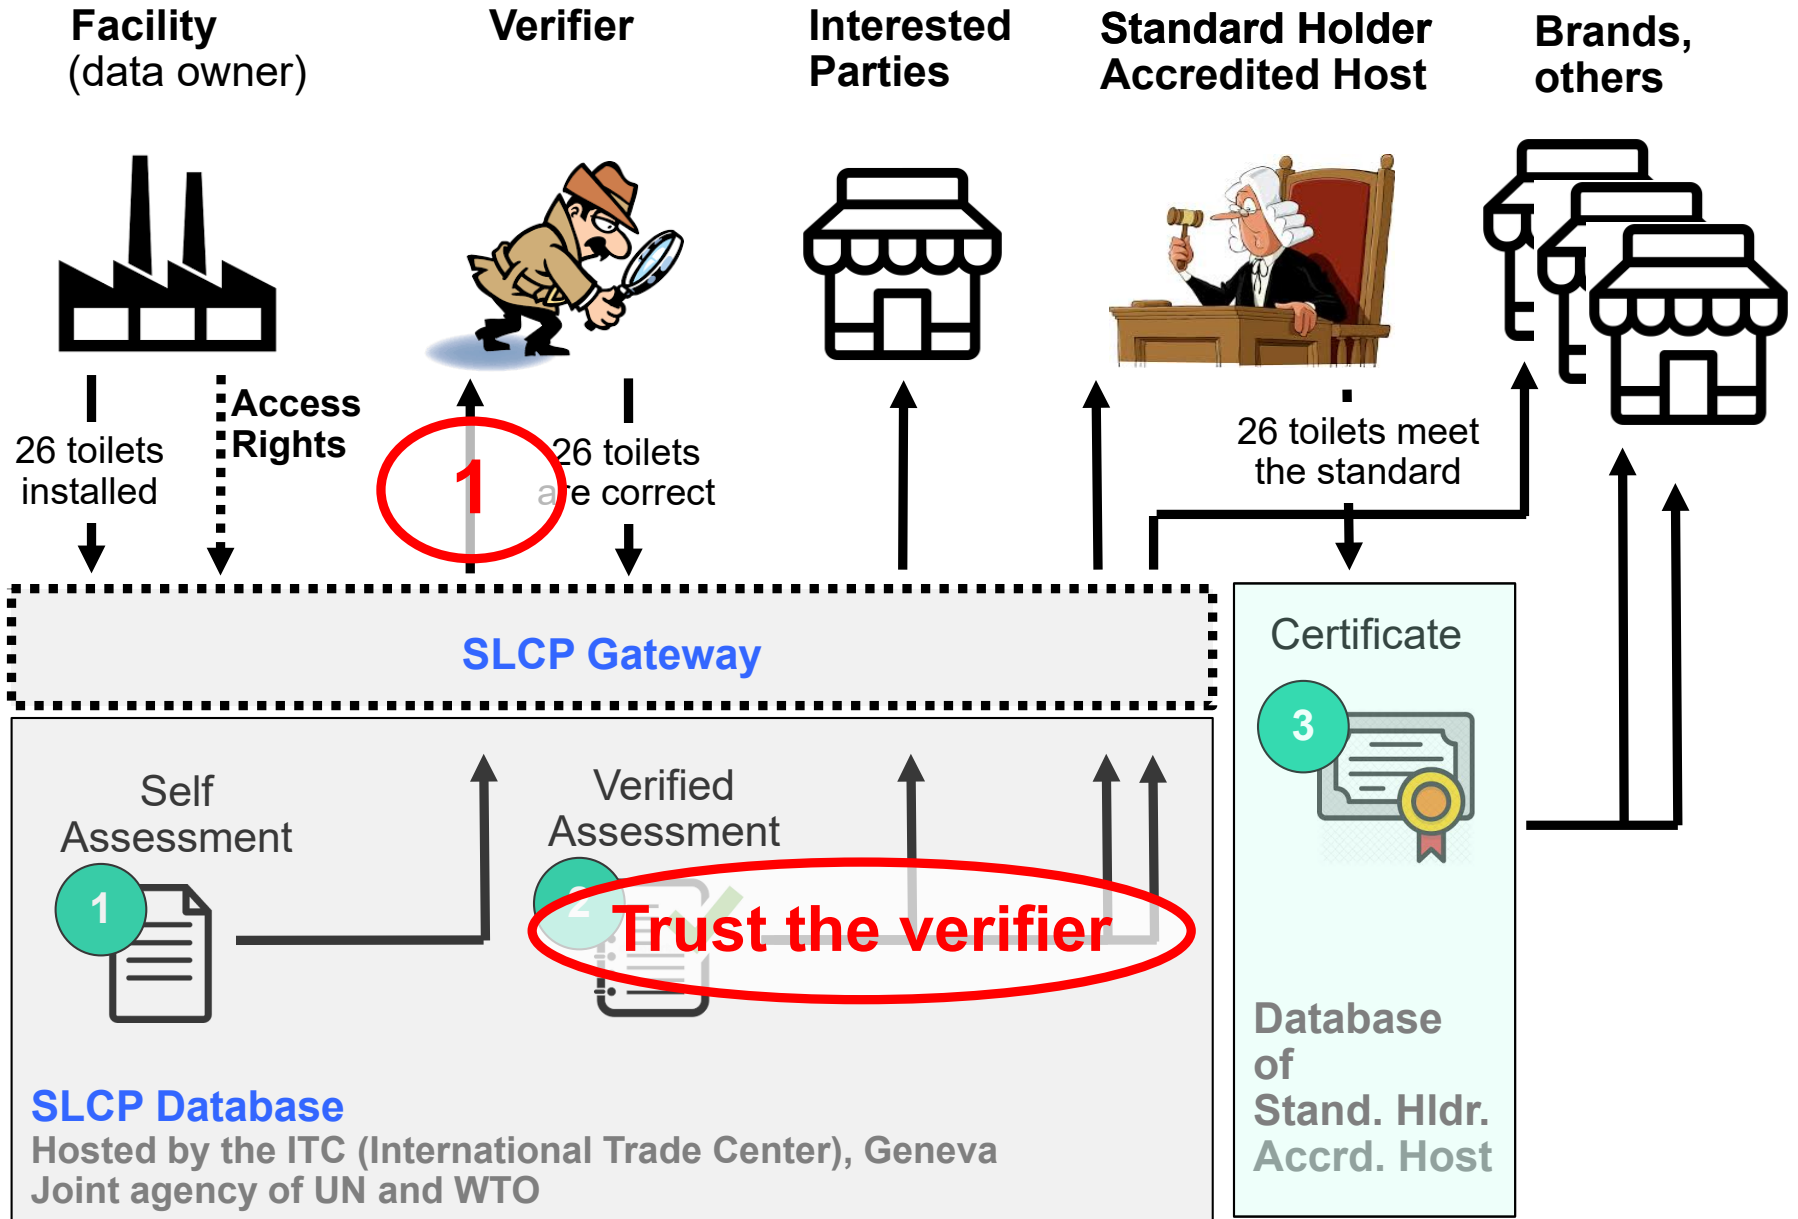 Facility
(data owner)
Verifier
Interested
Parties
Standard Holder
Accredited Host
Brands,
others
26 toilets
installed
Access
Rights
1
26 toilets
are correct
26 toilets meet
the standard
SLCP Gateway
Certificate
3
Self
Assessment
1
Verified
Assessment
2
Trust the verifier
Database
of
Stand. Hldr.
Accrd. Host
SLCP Database
Hosted by the ITC (International Trade Center), Geneva
Joint agency of UN and WTO